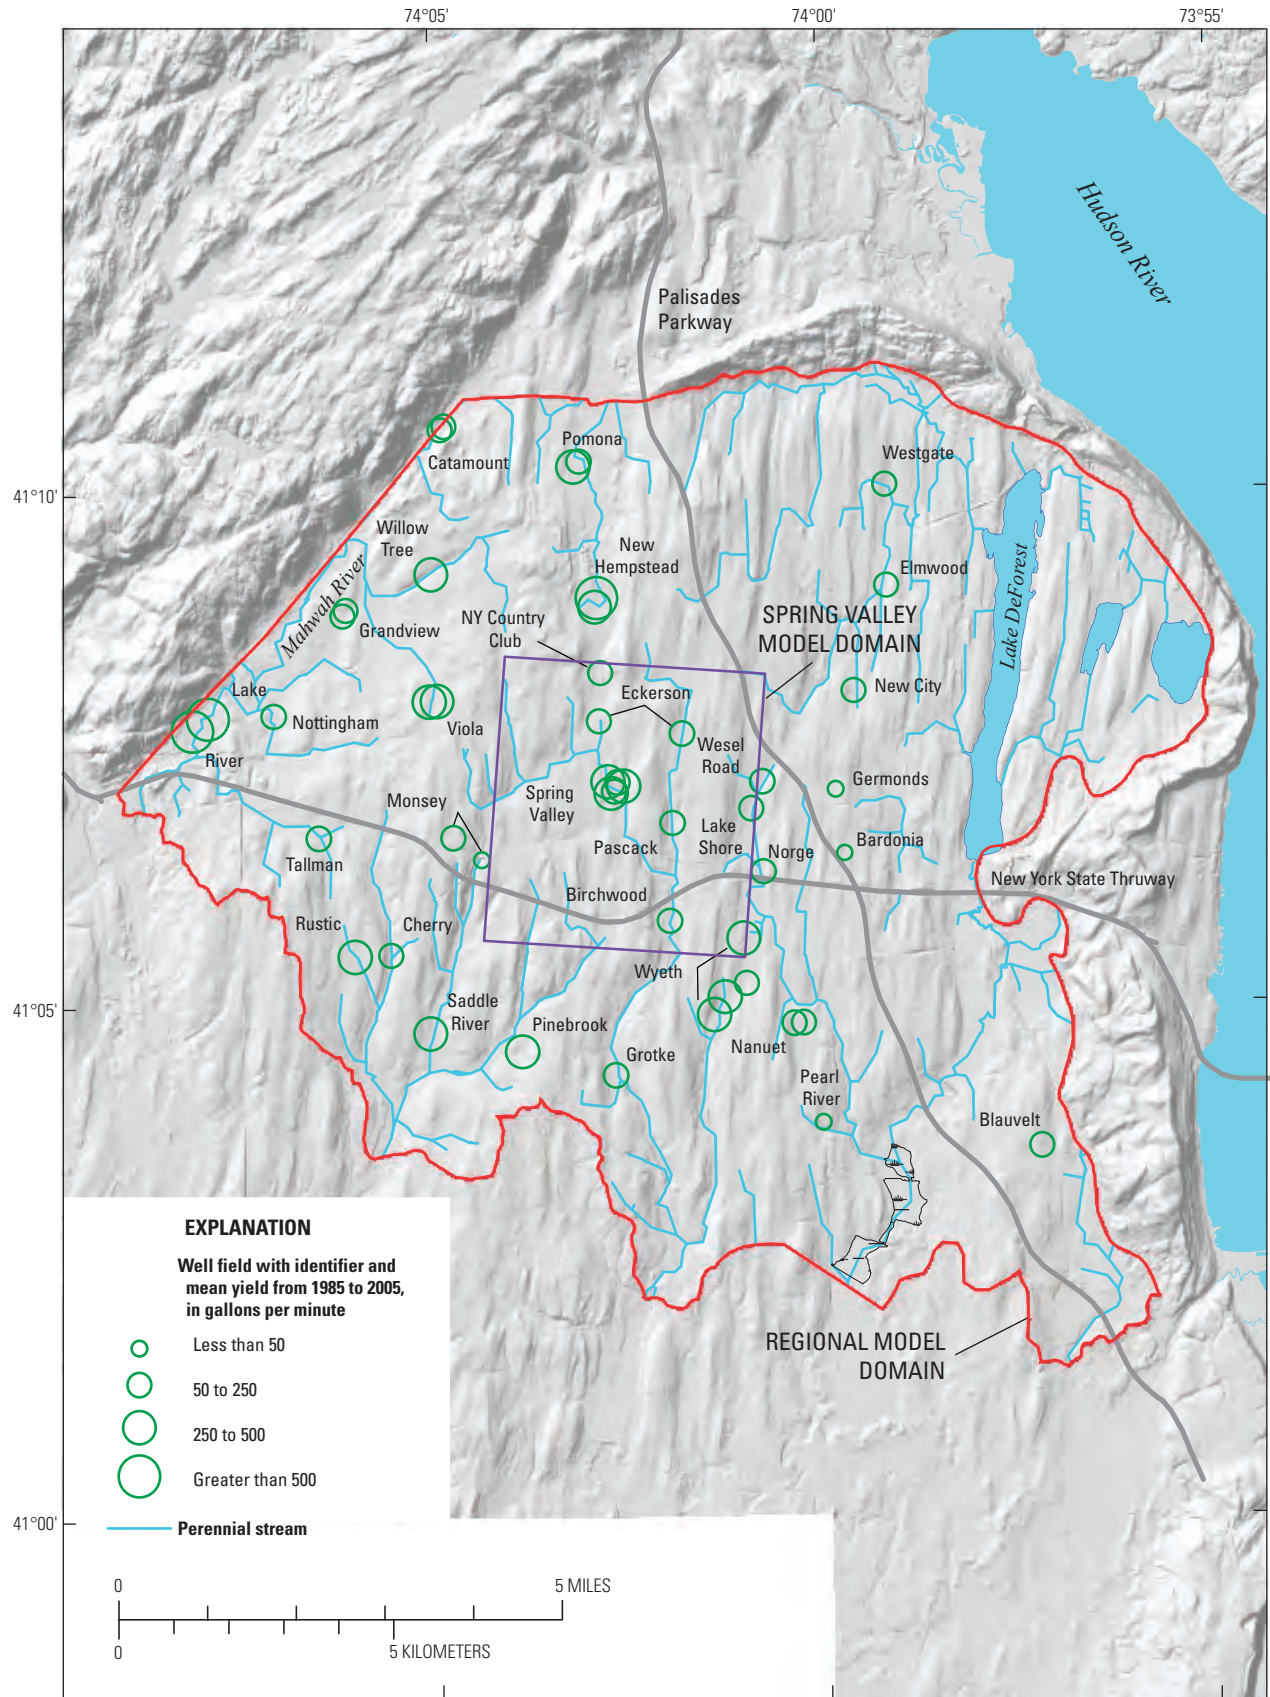 74°05'
74°00'
73°55'
Hudson River
Palisades
Parkway
Pomona
Catamount
Westgate
41°10'
Willow
Tree
New
Hempstead
Elmwood
Lake DeForest
Mahwah River
Grandview
NY Country
Club
SPRING VALLEY
MODEL DOMAIN
Lake
Eckerson
New City
Nottingham
Viola
Wesel
Road
River
Germonds
Monsey
Spring
Valley
Lake
Shore
Pascack
Norge
Bardonia
Tallman
New York State Thruway
Birchwood
Rustic
Cherry
Wyeth
41°05'
Saddle
River
Pinebrook
Nanuet
Grotke
Pearl
River
Blauvelt
EXPLANATION
Well field with identifier and
mean yield from 1985 to 2005,
in gallons per minute
Less than 50
50 to 250
250 to 500
Greater than 500
Perennial stream
REGIONAL MODEL
DOMAIN
41°00'
0
5 MILES
0
5 KILOMETERS